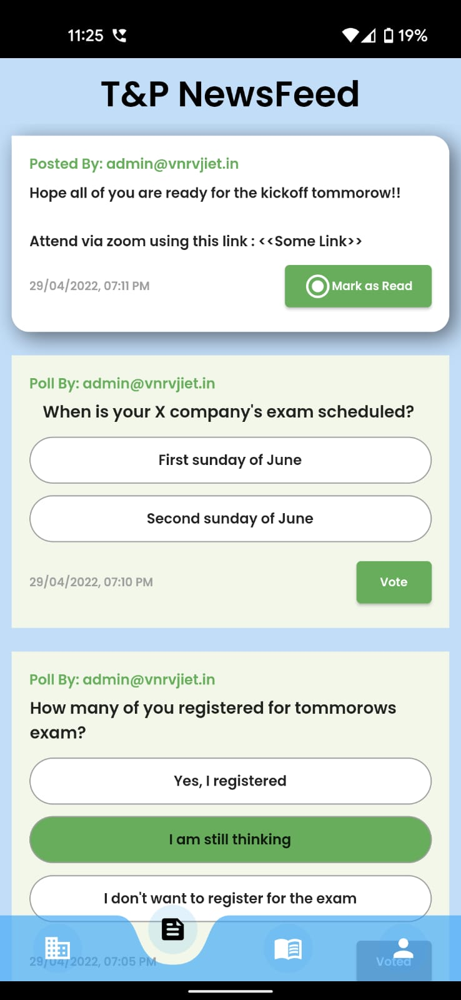 11:25
19%
T&P NewsFeed
Posted By: admin@vnrvjiet.in
Hope all of you are ready for the kickoff tommorow!!
Attend via zoom using this link : <<Some Link>>
29/04/2022, 07:11 PM
Mark as Read
Poll By: admin@vnrvjiet.in
When is your X company's exam scheduled?
First sunday of June
Second sunday of June
29/04/2022, 07:10 PM
Vote
Poll By: admin@vnrvjiet.in
How many of you registered for tommorows
exam?
Yes, I registered
I am still thinking
I don't want to register for the exam
29/04/2022, 07:05 PM
Voted